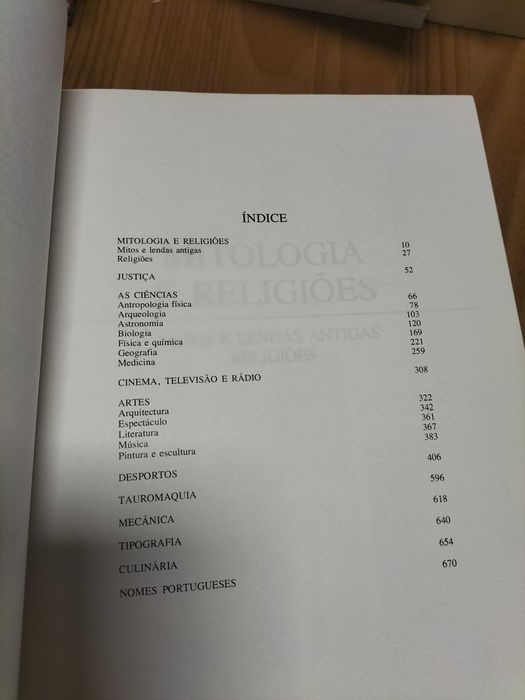 ÍNDICE
MITOLOGIA E RELIGIÕES
Mitos e lendas antigas 10
Religiões 27
JUSTIÇA 52
AS CIÊNCIAS
Antropologia física 66
Arqueologia 78
Astronomia 103
Biologia 120
Física e química 169
Geografia 221
Medicina 259
CINEMA, TELEVISÃO E RÁDIO 308
ARTES
Arquitectura 322
Espectáculo 342
Literatura 361
Música 367
Pintura e escultura 383
DESPORTOS 406
TAUROMAQUIA 596
MECÂNICA 618
TIPOGRAFIA 640
CULINÁRIA 654
NOMES PORTUGUESES 670